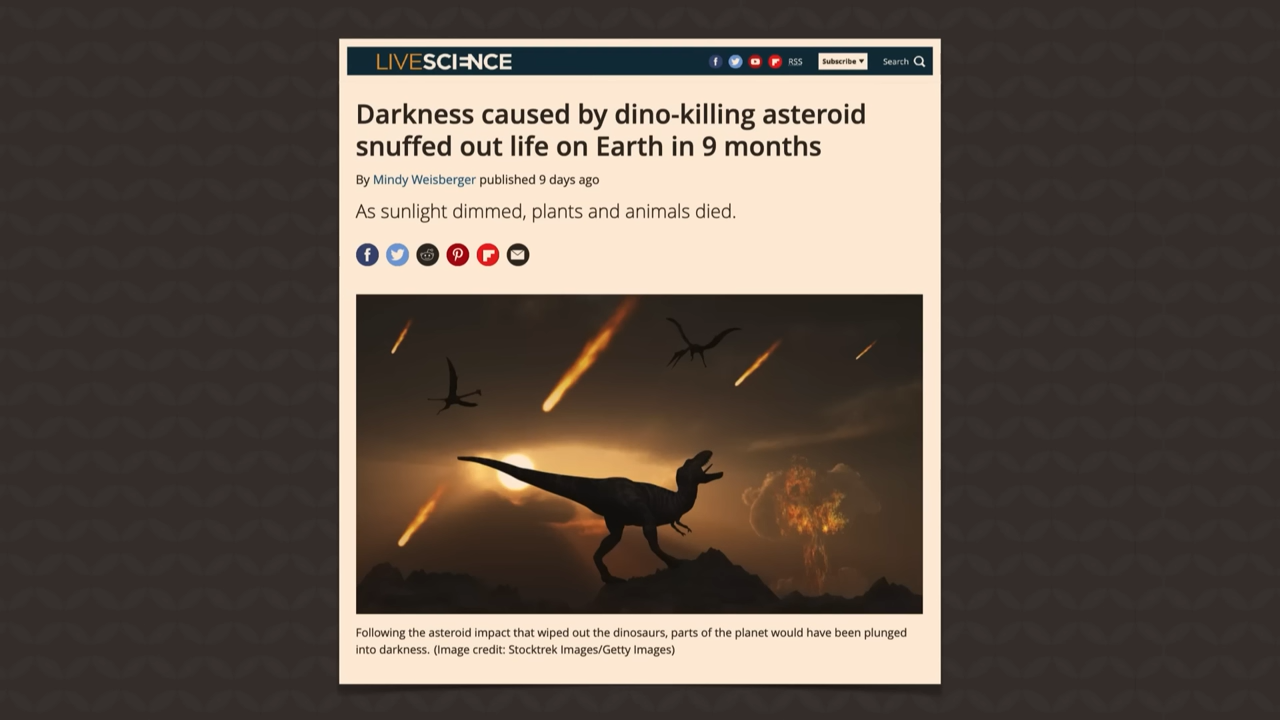 LIVESCIENCE
RSS
Subscribe ▼
Search
Darkness caused by dino-killing asteroid
snuffed out life on Earth in 9 months
By Mindy Weisberger published 9 days ago
As sunlight dimmed, plants and animals died.
Following the asteroid impact that wiped out the dinosaurs, parts of the planet would have been plunged
into darkness. (Image credit: Stocktrek Images/Getty Images)